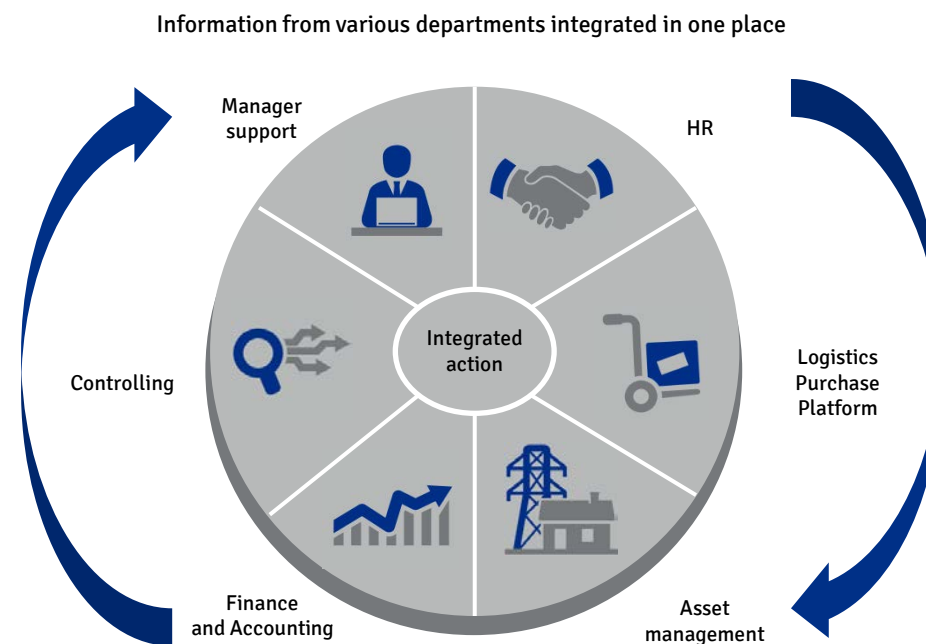 Information from various departments integrated in one place
Manager
support
HR
Integrated
action
Controlling
Logistics
Purchase
Platform
Finance
and Accounting
Asset
management